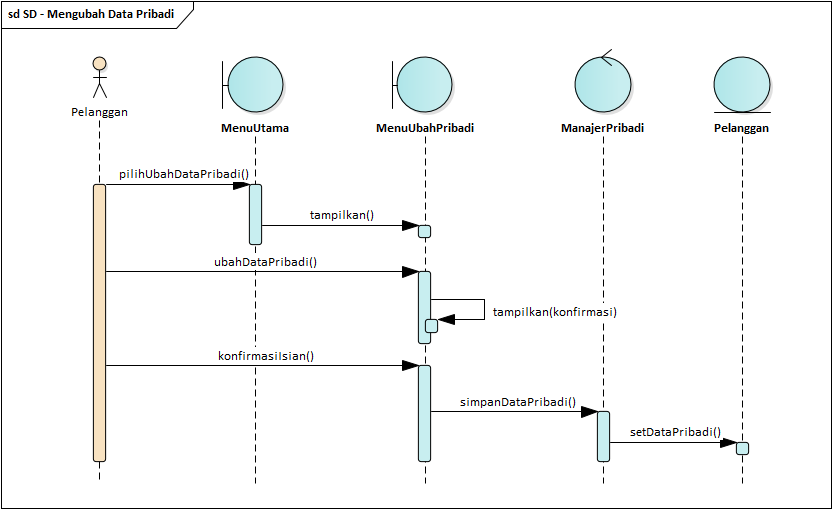 sd SD - Mengubah Data Pribadi
Pelanggan
MenuUtama
MenuUbahPribadi
ManajerPribadi
Pelanggan
pilihUbahDataPribadi()
tampilkan()
ubahDataPribadi()
tampilkan(konfirmasi)
konfirmasiIsian()
simpanDataPribadi()
setDataPribadi()